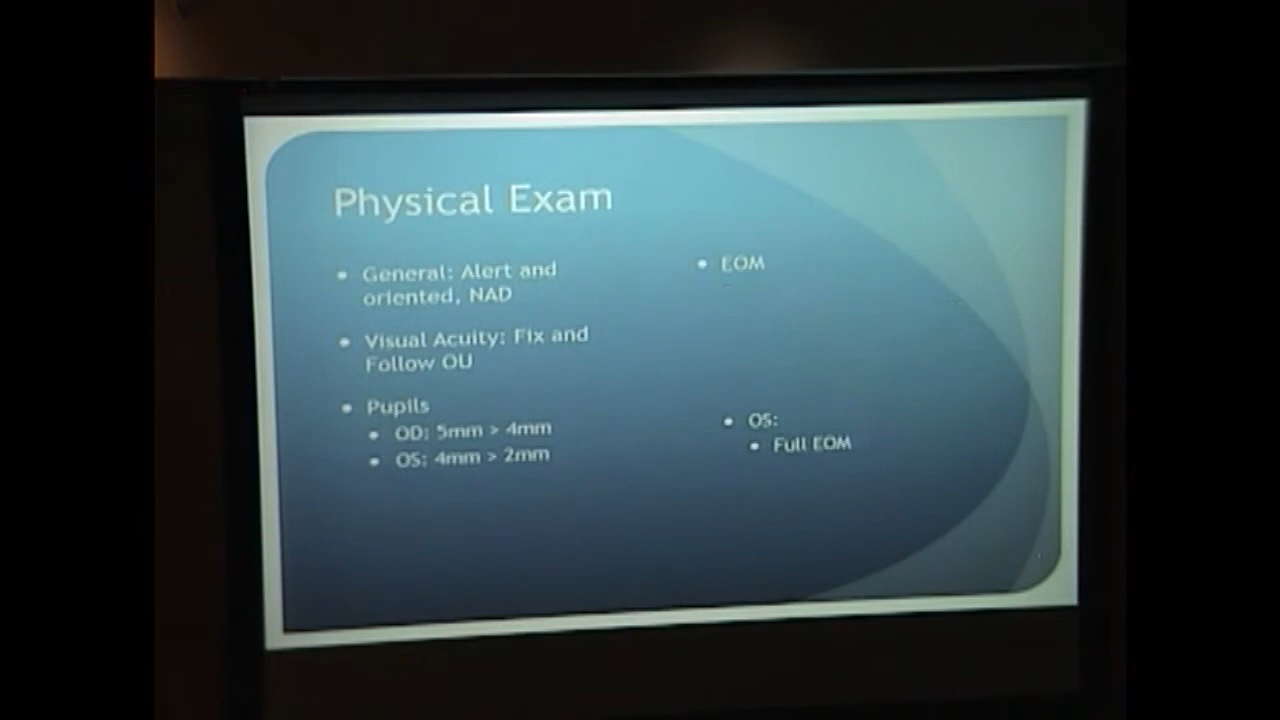 Physical Exam
• General: Alert and
oriented, NAD
• Visual Acuity: Fix and
Follow OU
• Pupils
• OD: 5mm > 4mm
• OS: 4mm > 2mm
• EOM
• OS:
• Full EOM